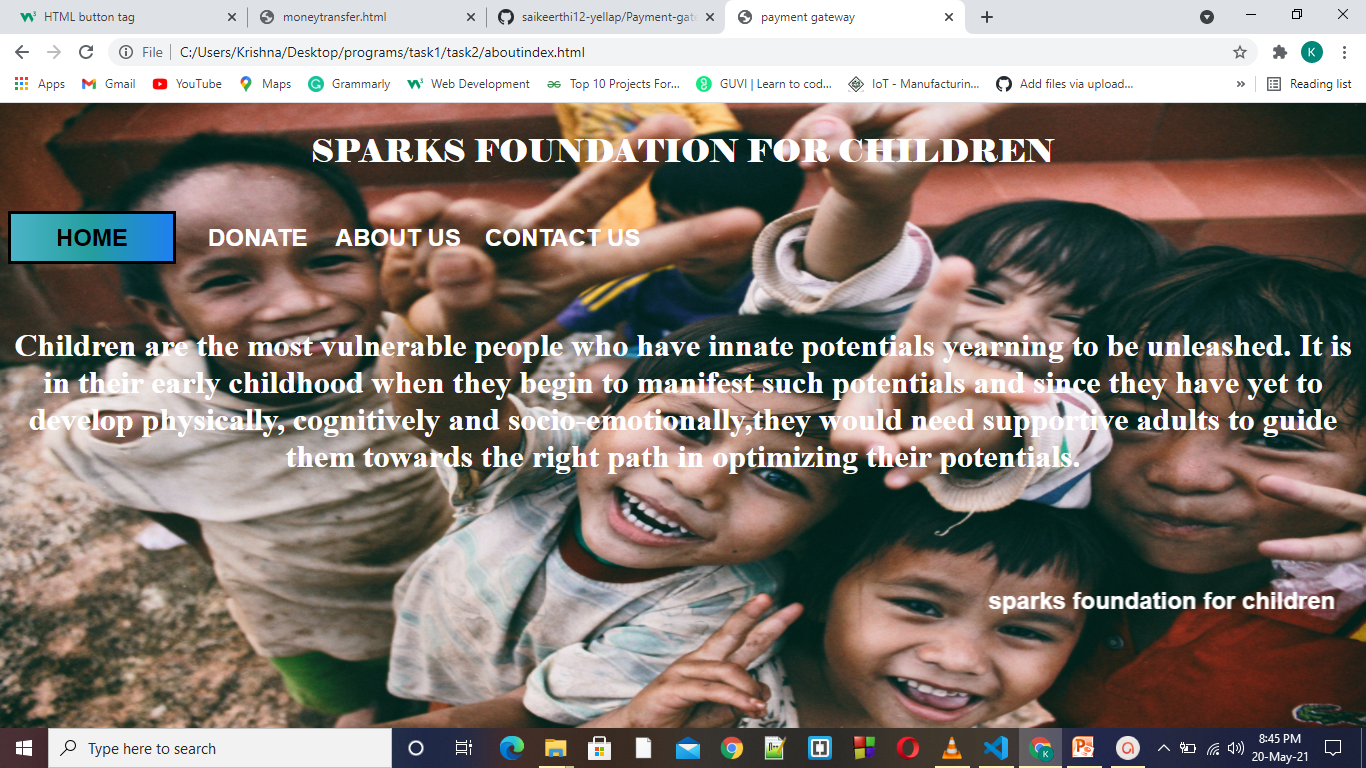 HTML button tag
moneytransfer.html
saikeerthi12-yellap/Payment-gat
payment gateway
File C:/Users/Krishna/Desktop/programs/task1/task2/aboutindex.html
K
Apps Gmail YouTube Maps Grammarly Web Development Top 10 Projects For... GUVI | Learn to cod... IoT - Manufacturin... Add files via upload... » Reading list
SPARKS FOUNDATION FOR CHILDREN
HOME DONATE ABOUT US CONTACT US
Children are the most vulnerable people who have innate potentials yearning to be unleashed. It is
in their early childhood when they begin to manifest such potentials and since they have yet to
develop physically, cognitively and socio-emotionally,they would need supportive adults to guide
them towards the right path in optimizing their potentials.
sparks foundation for children
Type here to search
8:45 PM
20-May-21